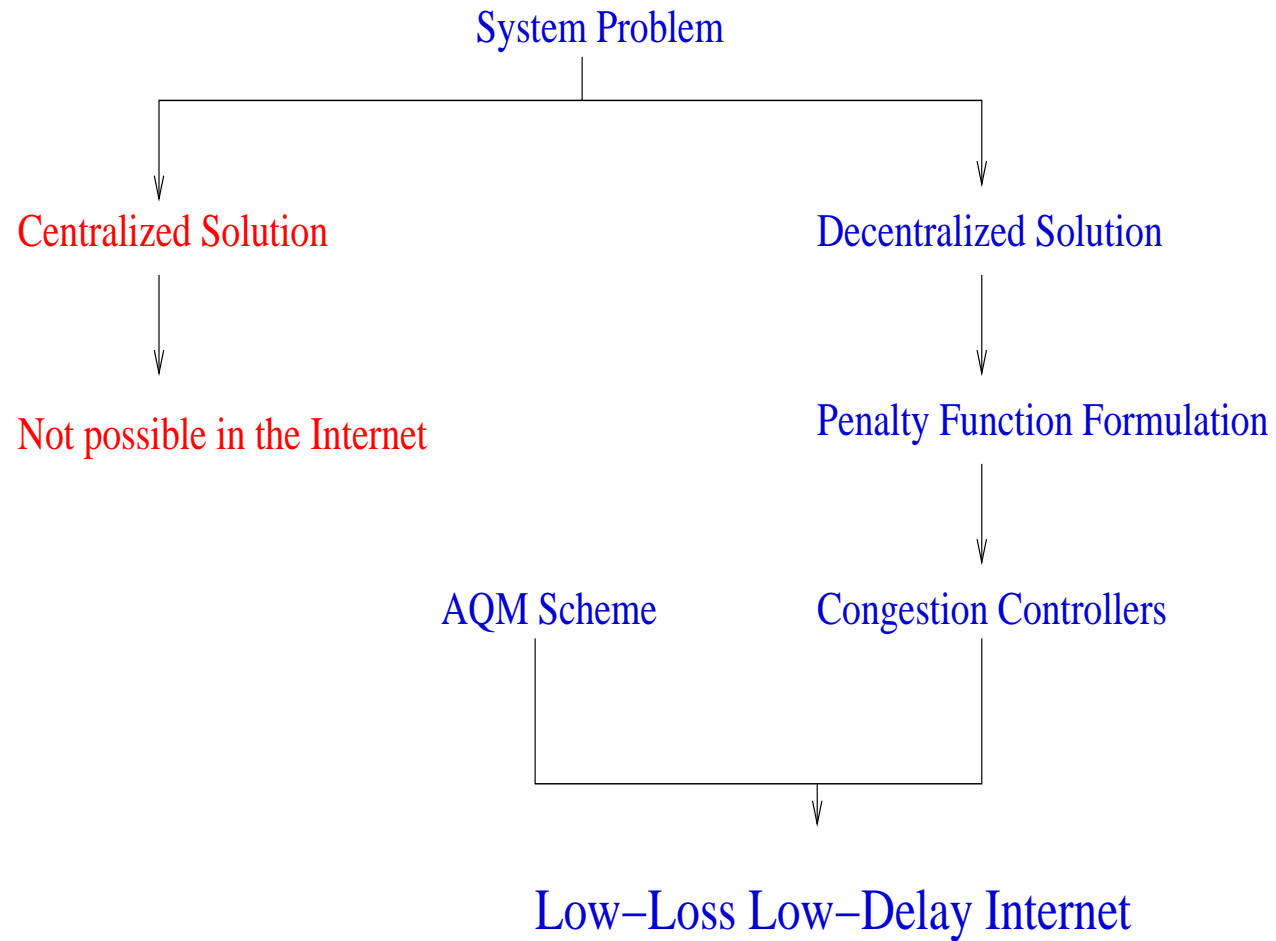 System Problem
Centralized Solution
Decentralized Solution
Not possible in the Internet
Penalty Function Formulation
AQM Scheme
Congestion Controllers
Low−Loss Low−Delay Internet